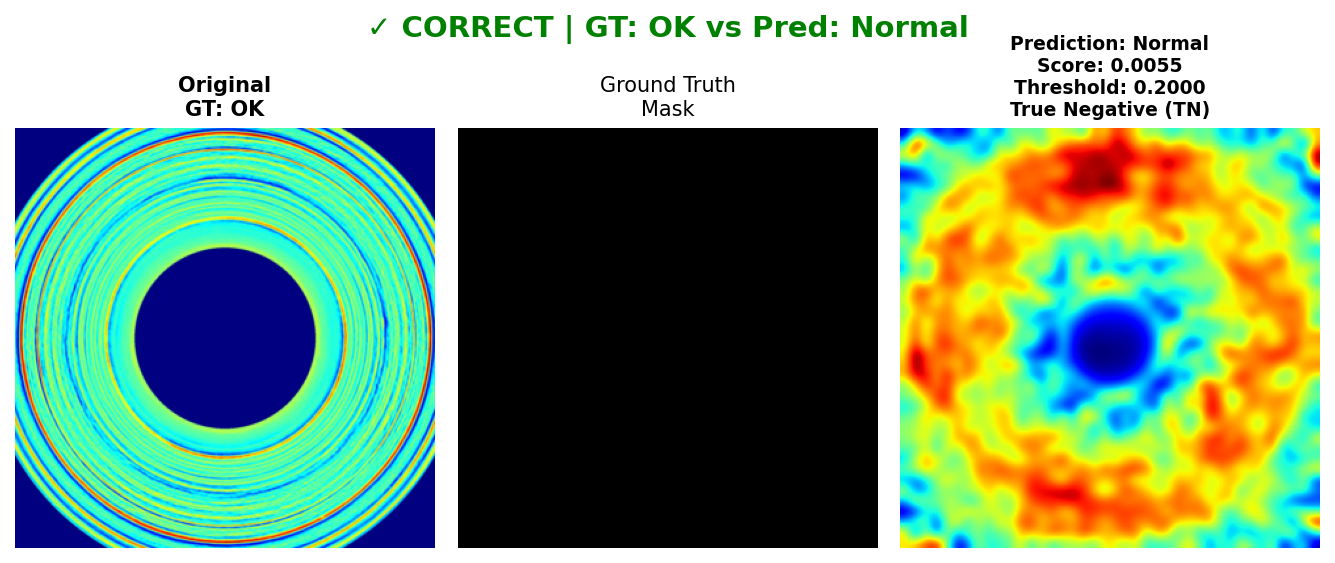 ✓ CORRECT | GT: OK vs Pred: Normal
Original
GT: OK
Ground Truth
Mask
Prediction: Normal
Score: 0.0055
Threshold: 0.2000
True Negative (TN)